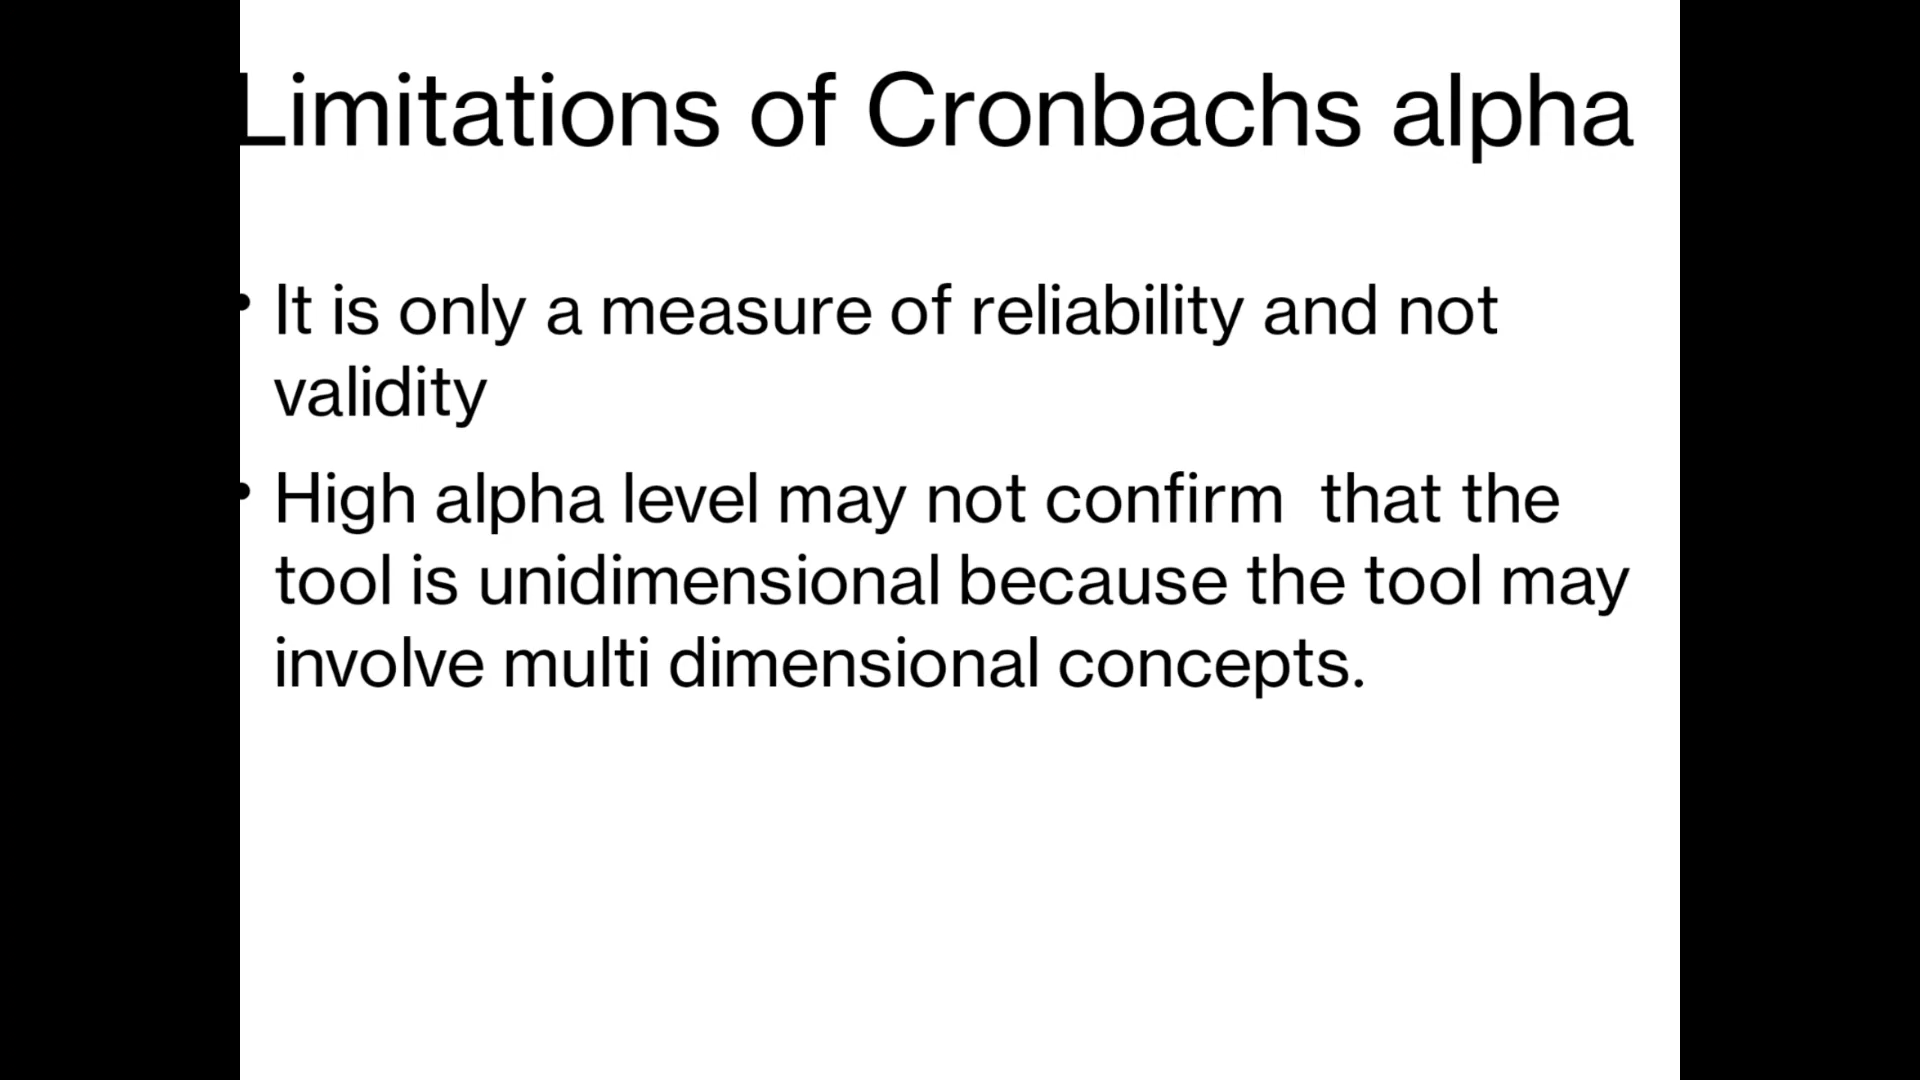 Limitations of Cronbachs alpha
• It is only a measure of reliability and not
validity
• High alpha level may not confirm  that the
tool is unidimensional because the tool may
involve multi dimensional concepts.